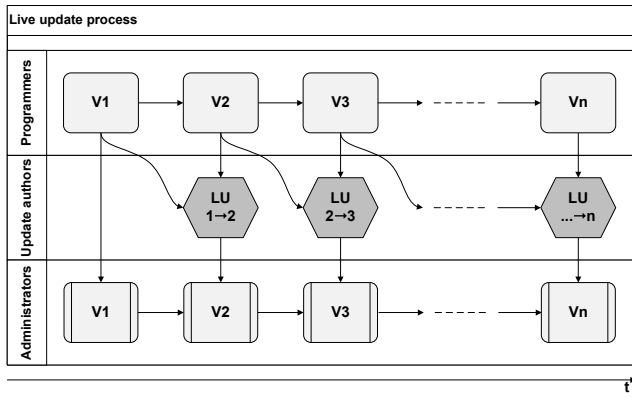 Live update process
Programmers
V1
V2
V3
Vn
Update authors
LU
1→2
LU
2→3
LU
...→n
Administrators
V1
V2
V3
Vn
t